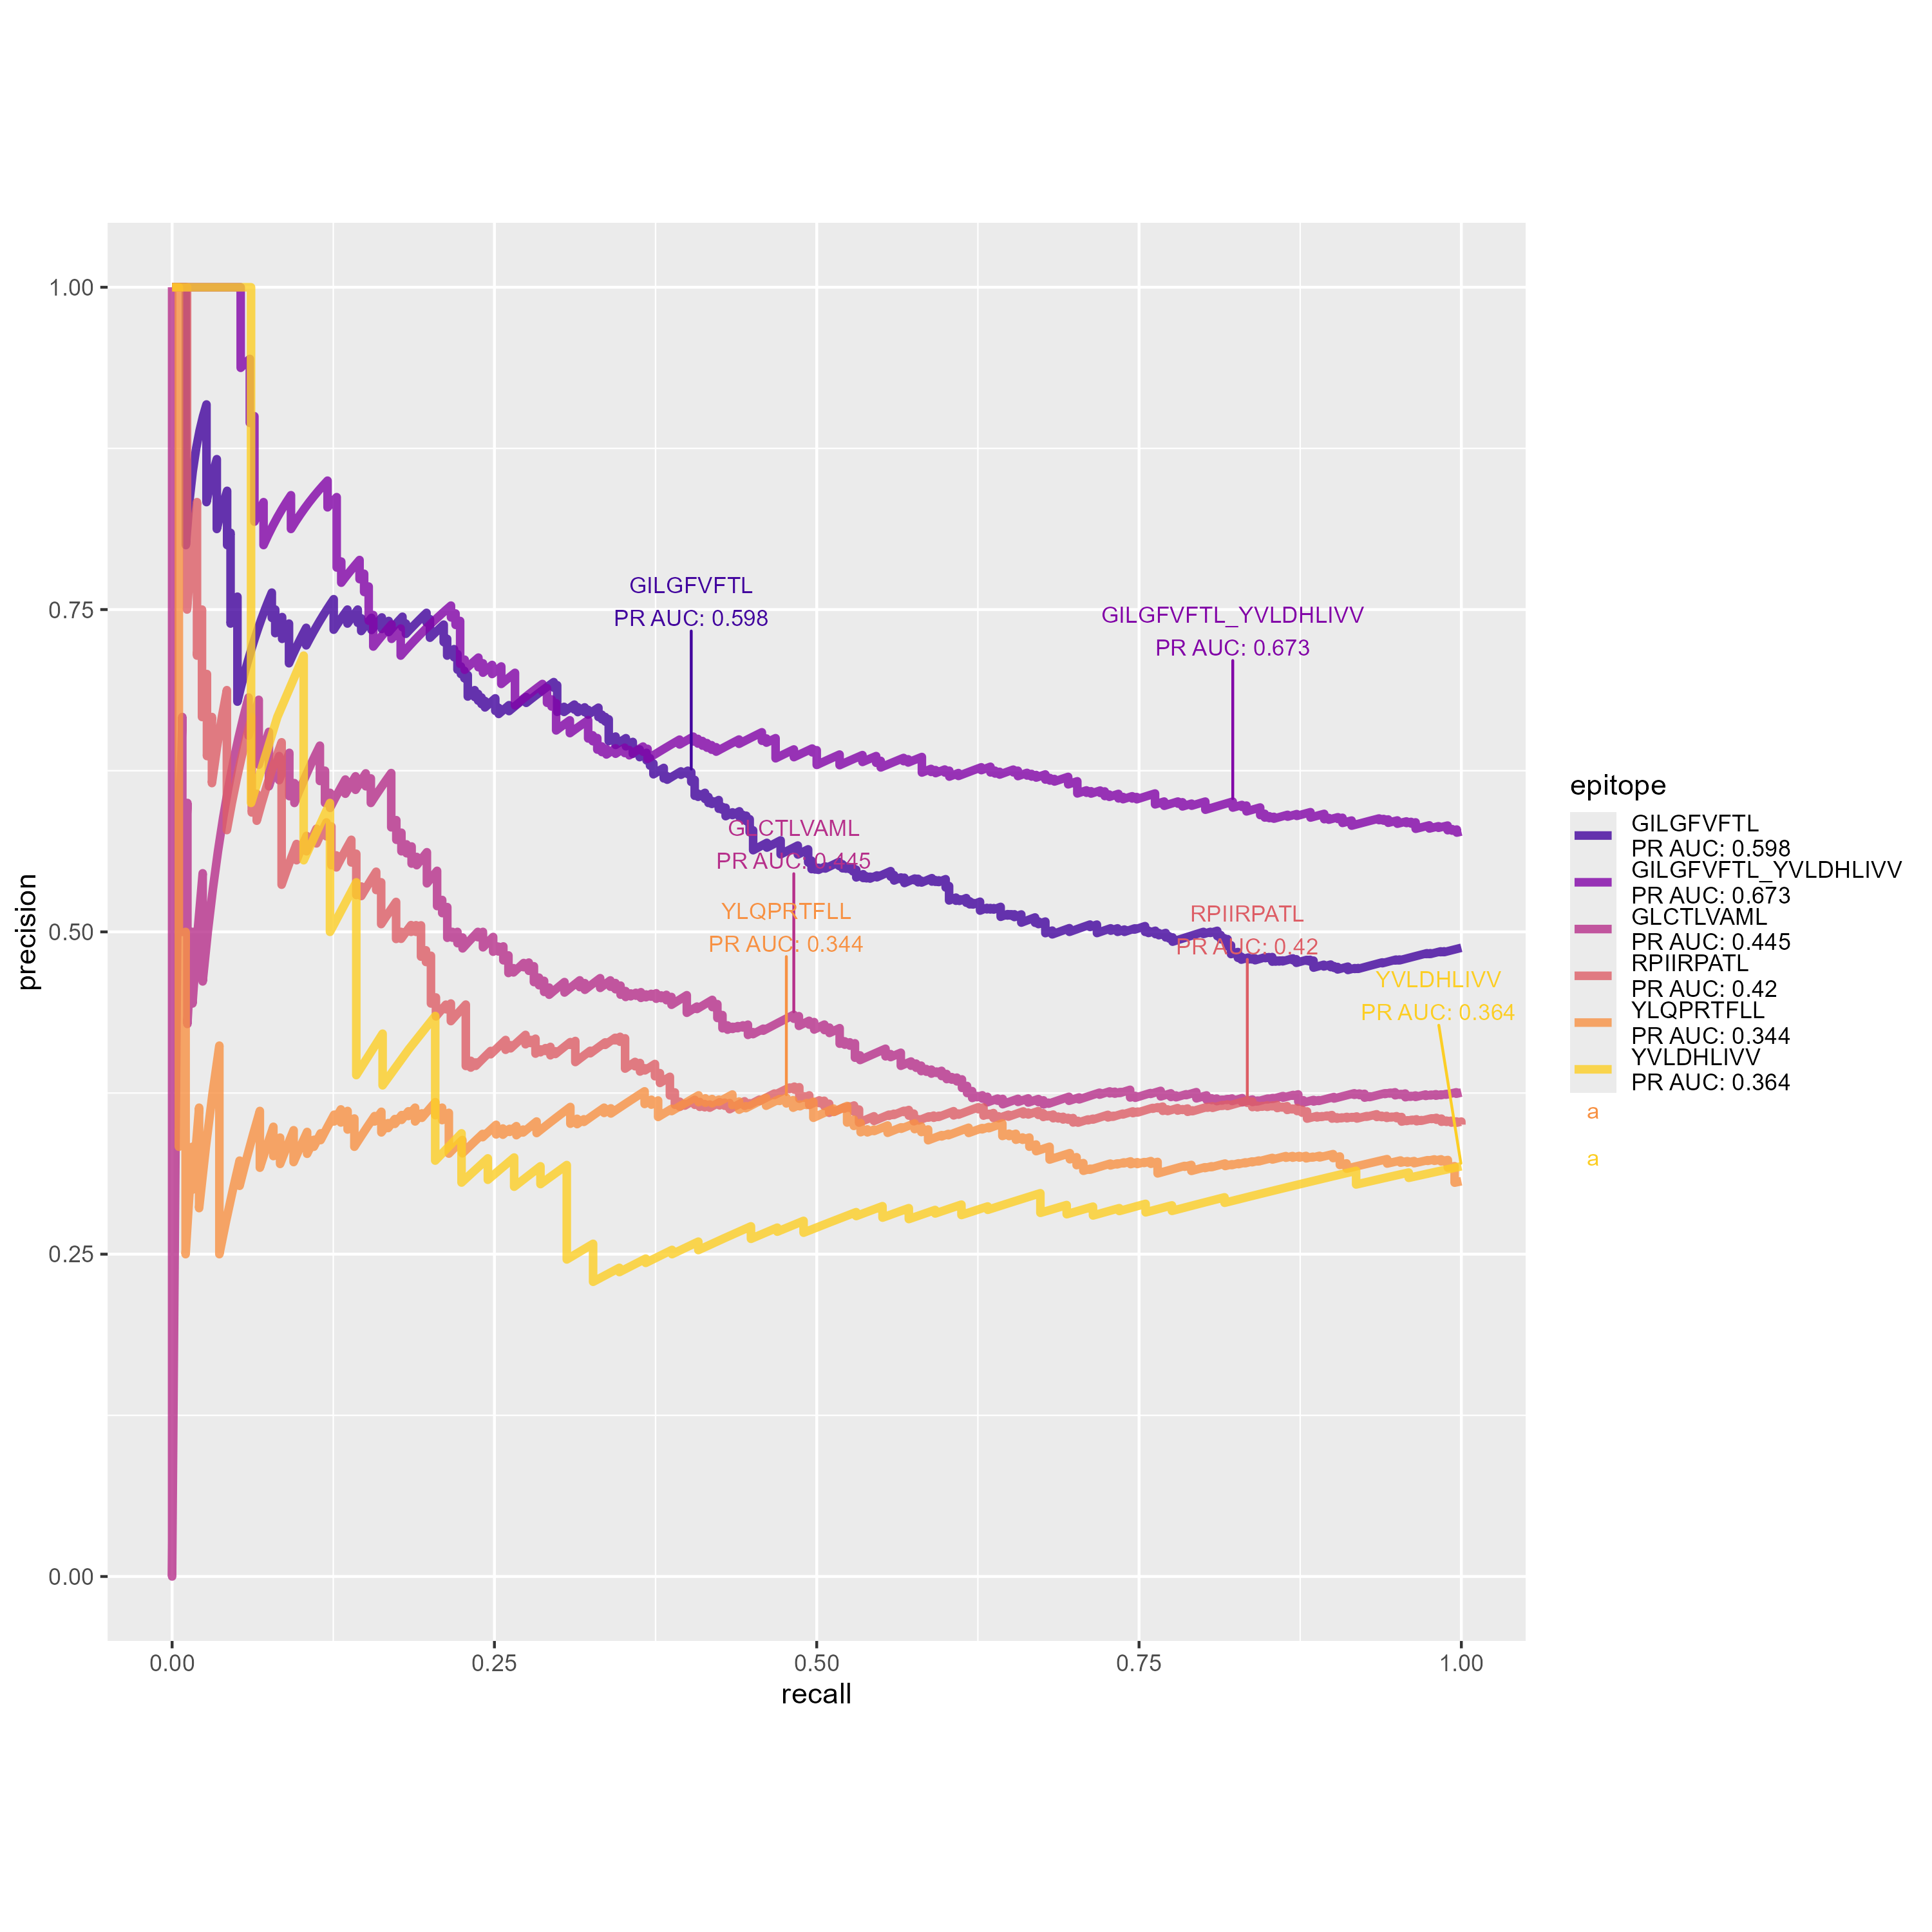 1.00
0.75
0.50
0.25
0.00
precision
GILGFVFTL
PR AUC: 0.598
GILGFVFTL_YVLDHLIVV
PR AUC: 0.673
GLCTLVAML
PR AUC: 0.445
YLQPRTFLL
PR AUC: 0.344
RPIIRPATL
PR AUC: 0.42
YVLDHLIVV
PR AUC: 0.364
0.00 0.25 0.50 0.75 1.00
recall
epitope
GILGFVFTL
PR AUC: 0.598
GILGFVFTL_YVLDHLIVV
PR AUC: 0.673
GLCTLVAML
PR AUC: 0.445
RPIIRPATL
PR AUC: 0.42
YLQPRTFLL
PR AUC: 0.344
YVLDHLIVV
PR AUC: 0.364
a
a